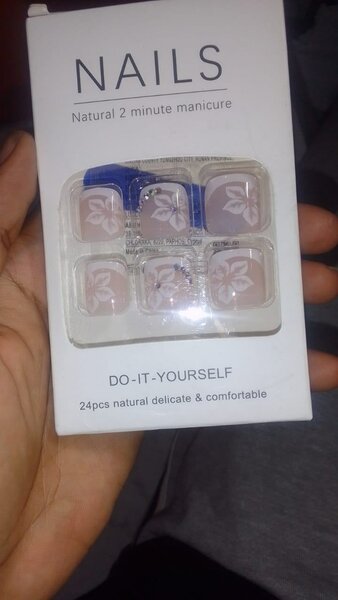 NAILS
Natural 2 minute manicure
DO-IT-YOURSELF
24pcs natural delicate & comfortable